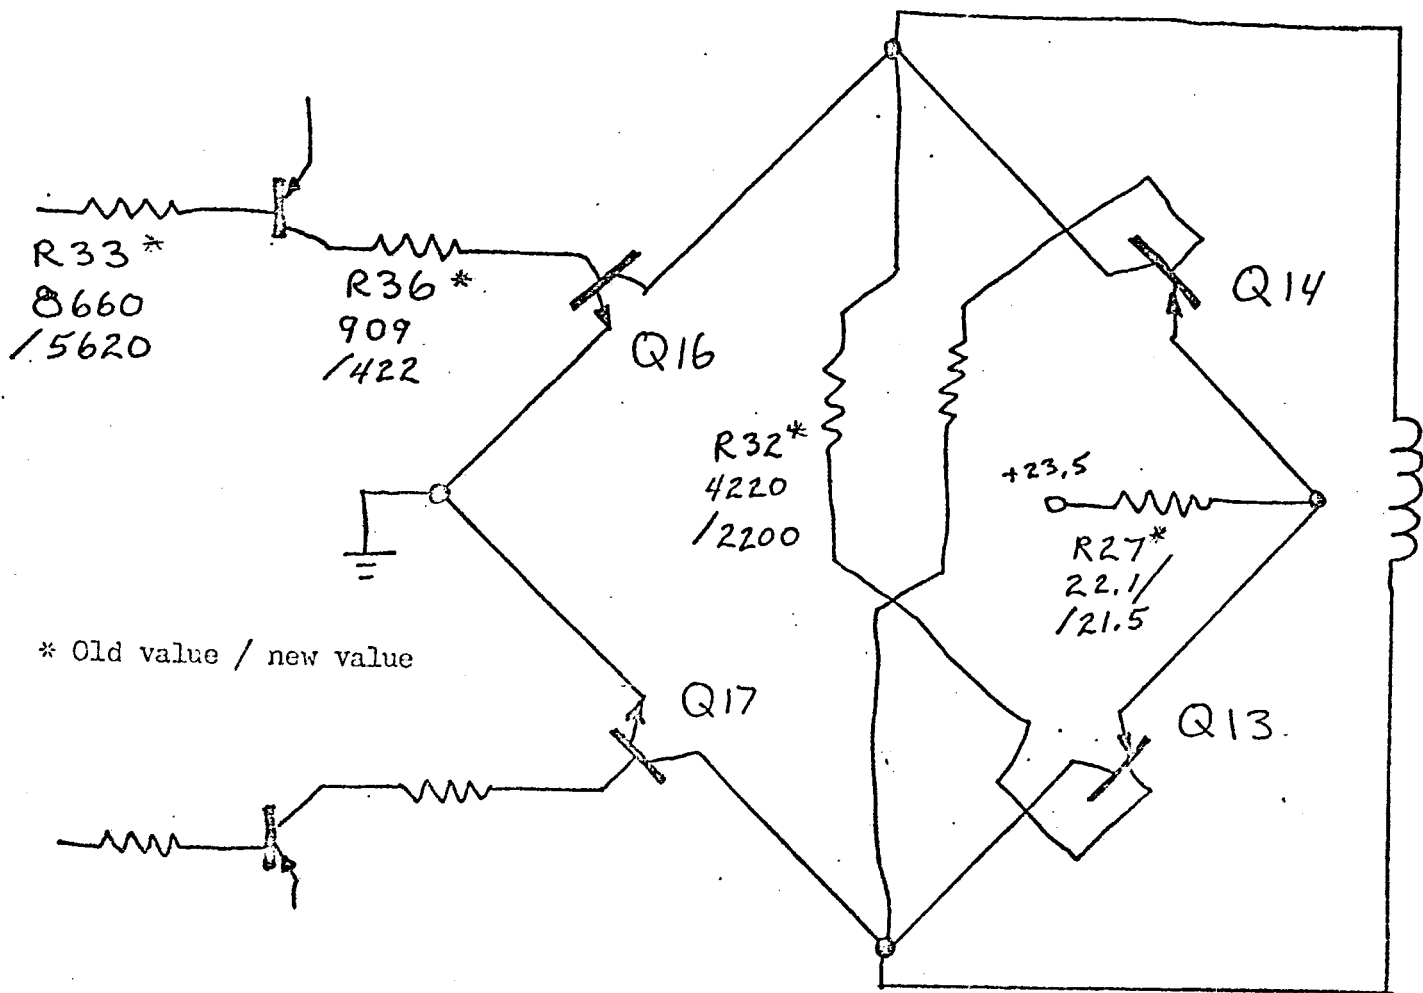 R33*
8660
/5620
R36*
909
/422
Q16
R32*
4220
/2200
Q14
+23.5
R27*
22.1/
/21.5
* Old value / new value
Q17
Q13